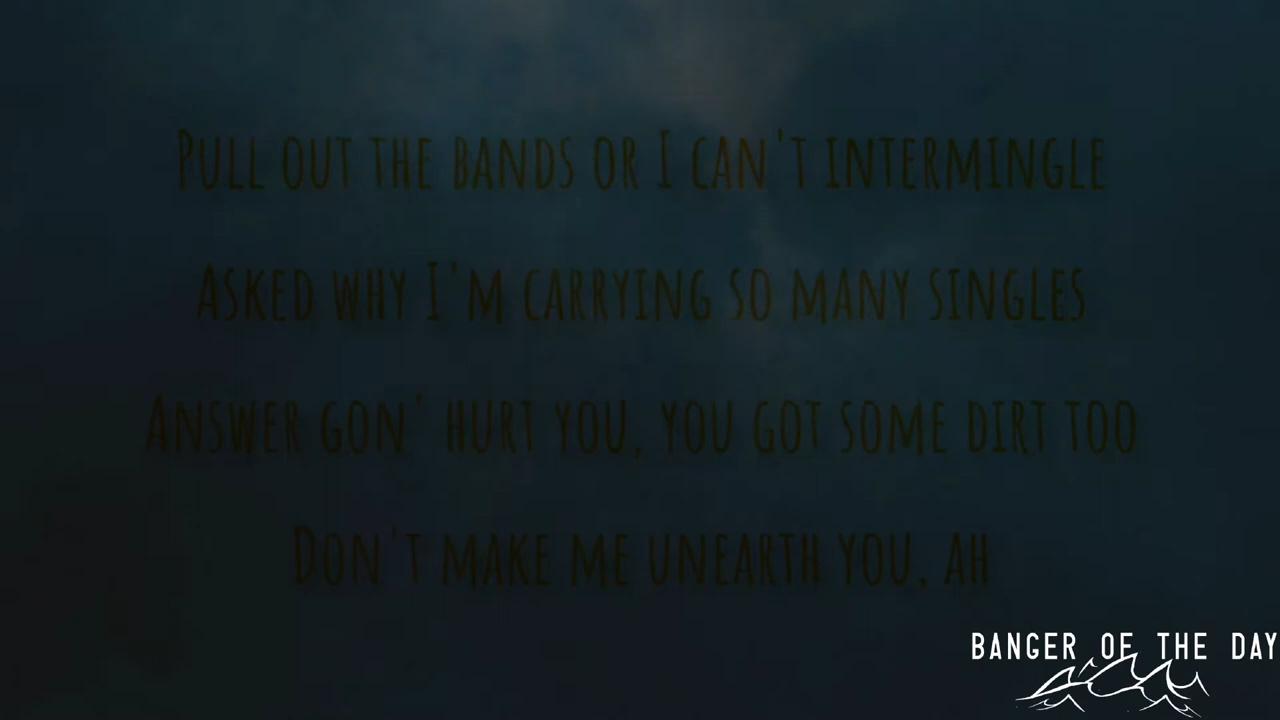 Pull out the bands or I can't intermingle
Asked why I'm carrying so many singles
Answer gon' hurt you, you got some dirt too
Don't make me unearth you, ah
BANGER OF THE DAY